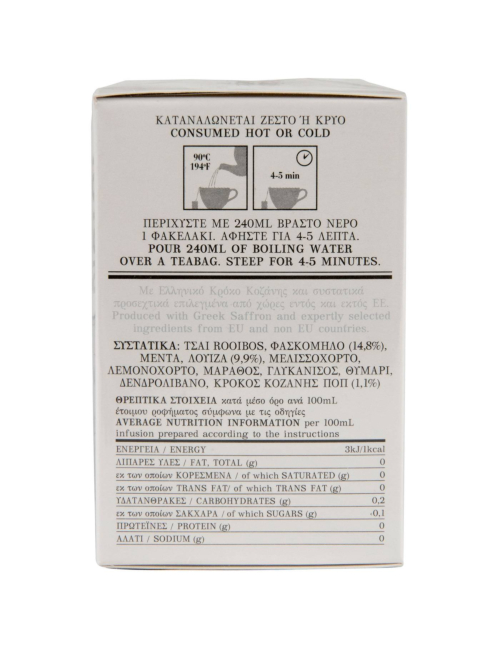 ΚΑΤΑΝΑΛΩΝΕΤΑΙ ΖΕΣΤΟ Ή ΚΡΥΟ
CONSUMED HOT OR COLD
90°C
194°F
4-5 min
ΠΕΡΙΧΥΣΤΕ ΜΕ 240ML ΒΡΑΣΤΟ ΝΕΡΟ
1 ΦΑΚΕΛΑΚΙ. ΑΦΗΣΤΕ ΓΙΑ 4-5 ΛΕΠΤΑ.
POUR 240ML OF BOILING WATER
OVER A TEABAG. STEEP FOR 4-5 MINUTES.
Με Ελληνικό Κρόκο Κοζάνης και συστατικά
προσεχτικά επιλεγμένα από χώρες εντός και εκτός ΕΕ.
Produced with Greek Saffron and expertly selected
ingredients from EU and non EU countries.
ΣΥΣΤΑΤΙΚΑ: ΤΣΑΙ ROOIBOS, ΦΑΣΚΟΜΗΛΟ (14,8%),
ΜΕΝΤΑ, ΛΟΥΙΖΑ (9,9%), ΜΕΛΙΣΣΟΧΟΡΤΟ,
ΛΕΜΟΝΟΧΟΡΤΟ, ΜΑΡΑΘΟΣ, ΓΛΥΚΑΝΙΣΟΣ, ΘΥΜΑΡΙ,
ΔΕΝΔΡΟΛΙΒΑΝΟ, ΚΡΟΚΟΣ ΚΟΖΑΝΗΣ ΠΟΠ (1,1%)
ΘΡΕΠΤΙΚΑ ΣΤΟΙΧΕΙΑ κατά μέσο όρο ανά 100mL
έτοιμου ροφήματος σύμφωνα με τις οδηγίες
AVERAGE NUTRITION INFORMATION per 100mL
infusion prepared according to the instructions
ΕΝΕΡΓΕΙΑ / ENERGY 3kJ/1kcal
ΛΙΠΑΡΕΣ ΥΛΕΣ / FAT, TOTAL (g) 0
εκ των οποίων ΚΟΡΕΣΜΕΝΑ / of which SATURATED (g) 0
εκ των οποίων TRANS FAT/ of which TRANS FAT (g) 0
ΥΔΑΤΑΝΘΡΑΚΕΣ / CARBOHYDRATES (g) 0,2
εκ των οποίων ΣΑΚΧΑΡΑ / of which SUGARS (g) ‹0,1
ΠΡΩΤΕΪΝΕΣ / PROTEIN (g) 0
ΑΛΑΤΙ / SODIUM (g) 0